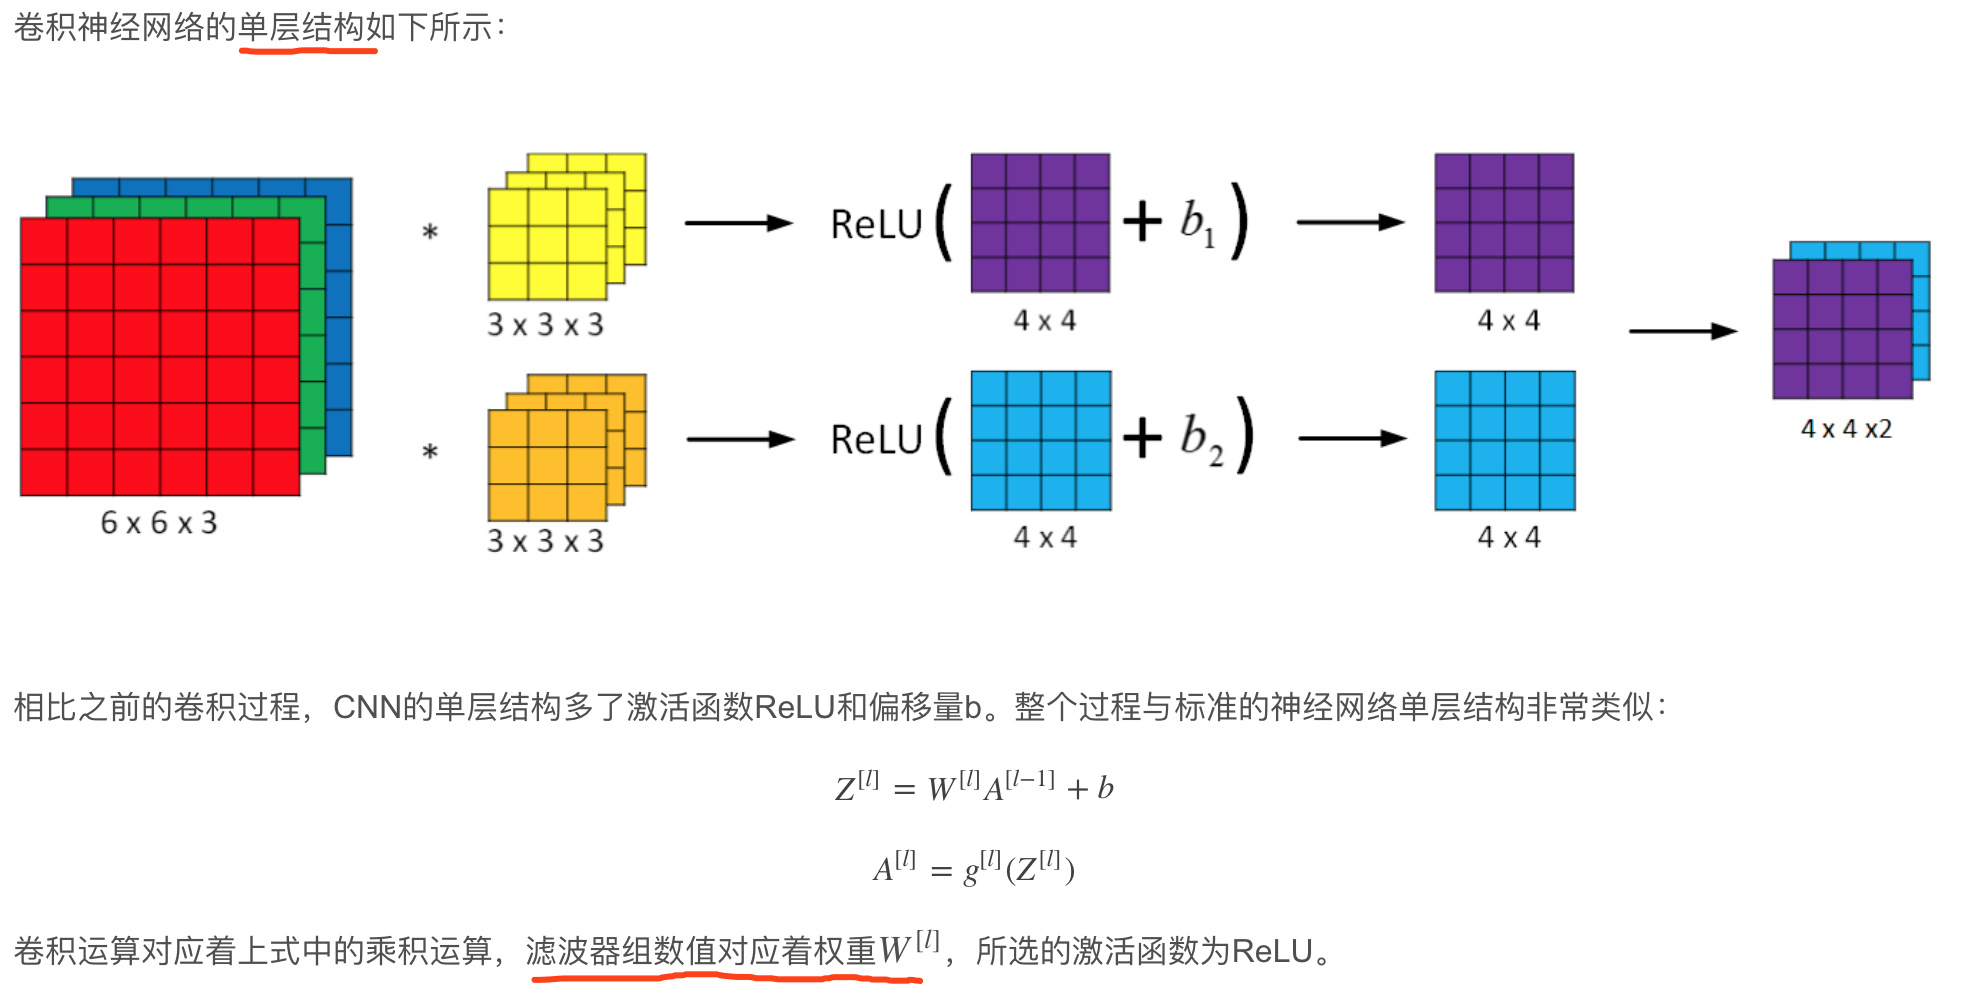 卷积神经网络的单层结构如下所示：
6 x 6 x 3
*
3 x 3 x 3
ReLU ( 4 x 4 + b₁ )
4 x 4
*
3 x 3 x 3
ReLU ( 4 x 4 + b₂ )
4 x 4
4 x 4 x2
相比之前的卷积过程，CNN的单层结构多了激活函数ReLU和偏移量b。整个过程与标准的神经网络单层结构非常类似：
Z^[l] = W^[l]A^[l−1] + b
A^[l] = g^[l](Z^[l])
卷积运算对应着上式中的乘积运算，滤波器组数值对应着权重W^[l]，所选的激活函数为ReLU。